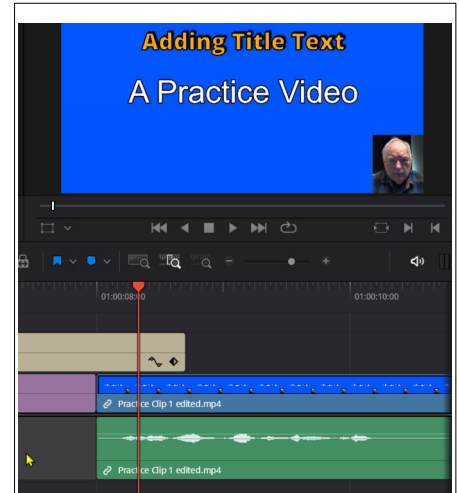 Adding Title Text
A Practice Video
01:00:08:00
01:00:10:00
Practice Clip 1 edited.mp4
Practice Clip 1 edited.mp4